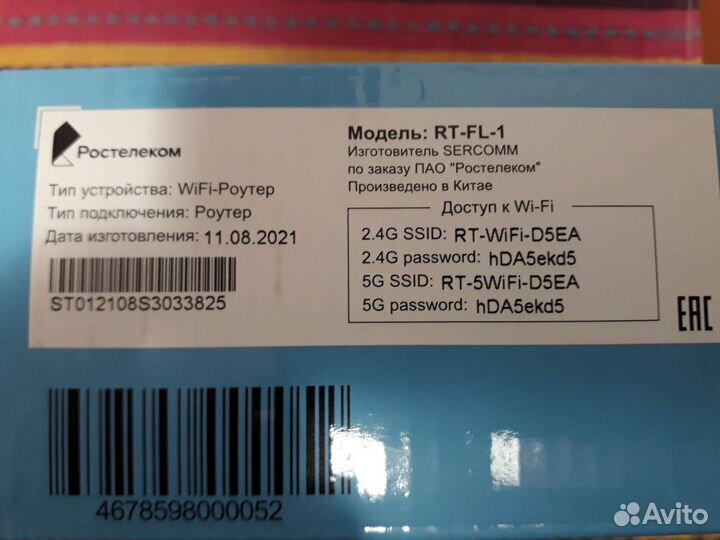 Ростелеком
Тип устройства: WiFi-Роутер
Тип подключения: Роутер
Дата изготовления: 11.08.2021
ST012108S3033825
Модель: RT-FL-1
Изготовитель SERCOMM
по заказу ПАО "Ростелеком"
Произведено в Китае
Доступ к Wi-Fi
2.4G SSID: RT-WiFi-D5EA
2.4G password: hDA5ekd5
5G SSID: RT-5WiFi-D5EA
5G password: hDA5ekd5
EAC
4678598000052
Avito